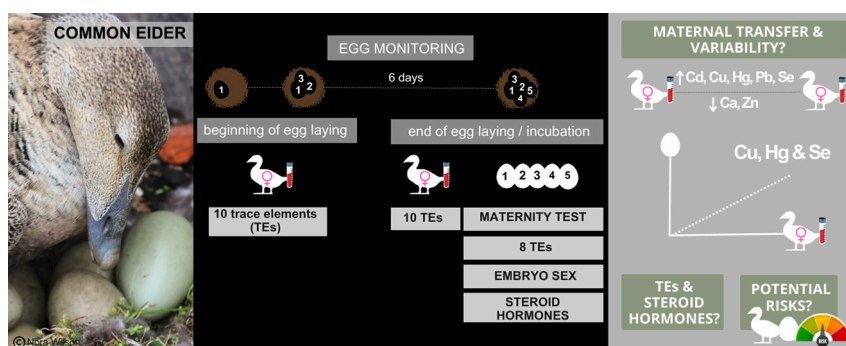 COMMON EIDER
EGG MONITORING
1
3
1 2
6 days
3
1 2 5
4
beginning of egg laying
end of egg laying / incubation
1 2 3 4 5
10 trace elements
(TEs)
10 TEs
MATERNITY TEST
8 TEs
EMBRYO SEX
STEROID
HORMONES
MATERNAL TRANSFER &
VARIABILITY?
↑Cd, Cu, Hg, Pb, Se
↓Ca, Zn
Cu, Hg & Se
TEs &
STEROID
HORMONES?
POTENTIAL
RISKS?
RISK
© Nora